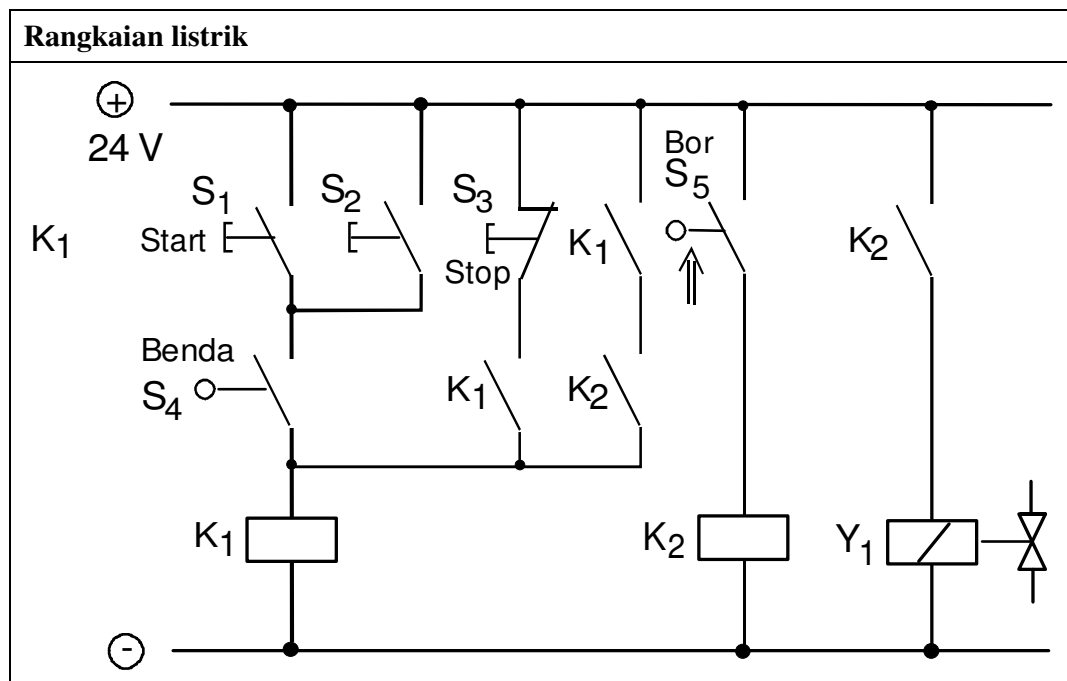 Rangkaian listrik
+
24 V
K1
S1
Start
S2
S3
Stop
K1
Bor
S5
K2
Benda
S4
K1
K2
K1
K2
Y1
-